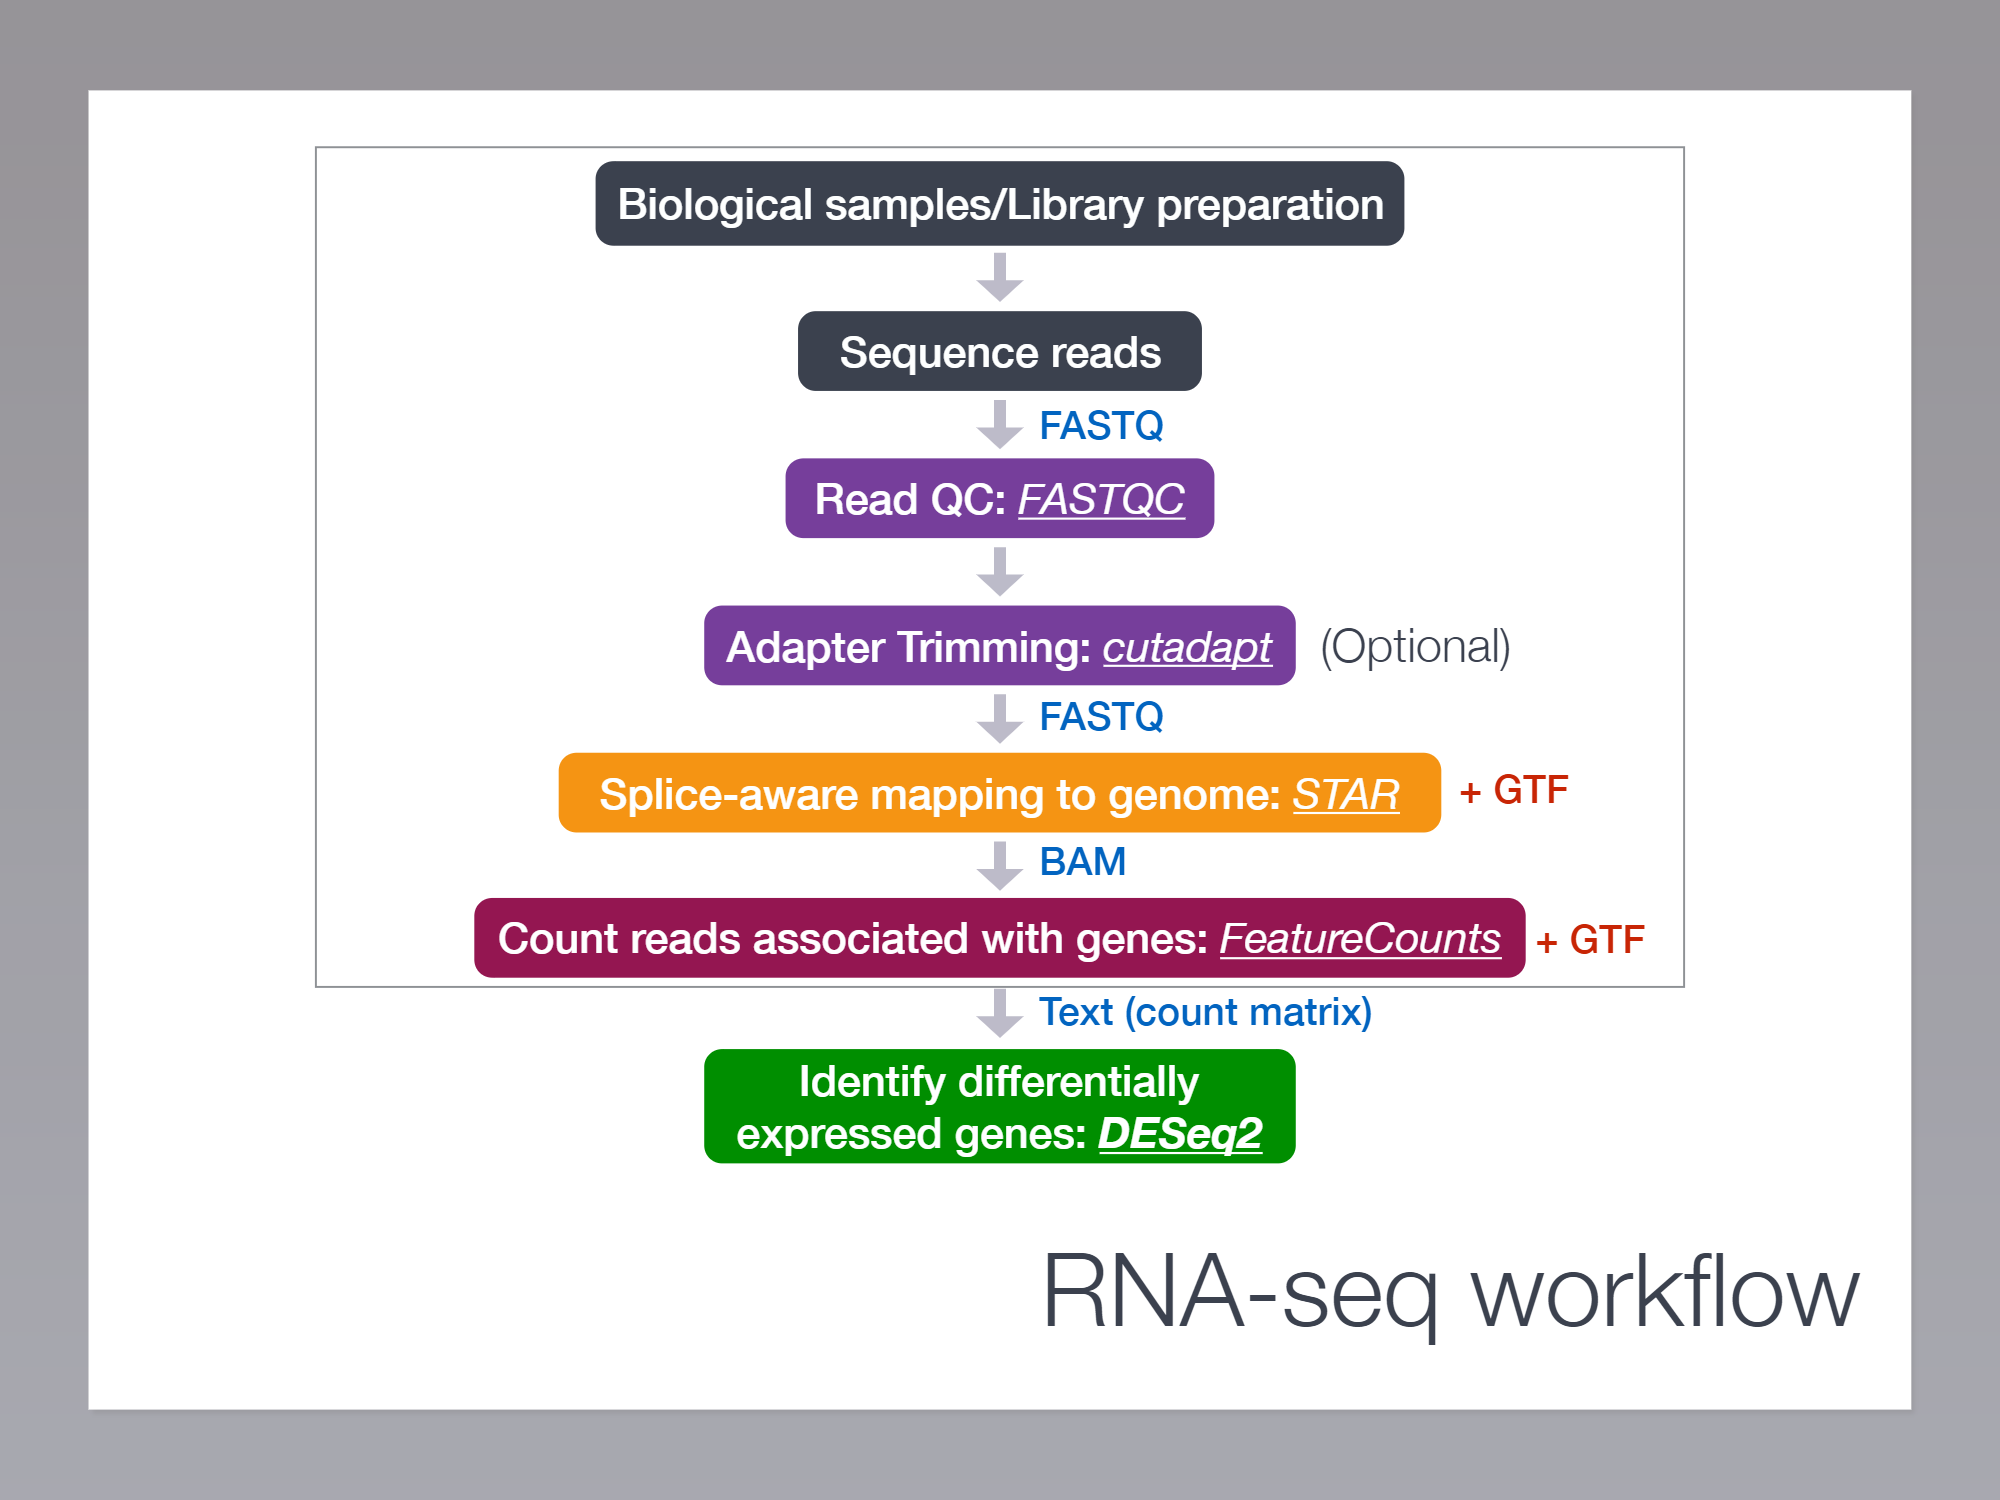 Biological samples/Library preparation
Sequence reads
FASTQ
Read QC: FASTQC
Adapter Trimming: cutadapt (Optional)
FASTQ
Splice-aware mapping to genome: STAR + GTF
BAM
Count reads associated with genes: FeatureCounts + GTF
Text (count matrix)
Identify differentially
expressed genes: DESeq2
RNA-seq workflow